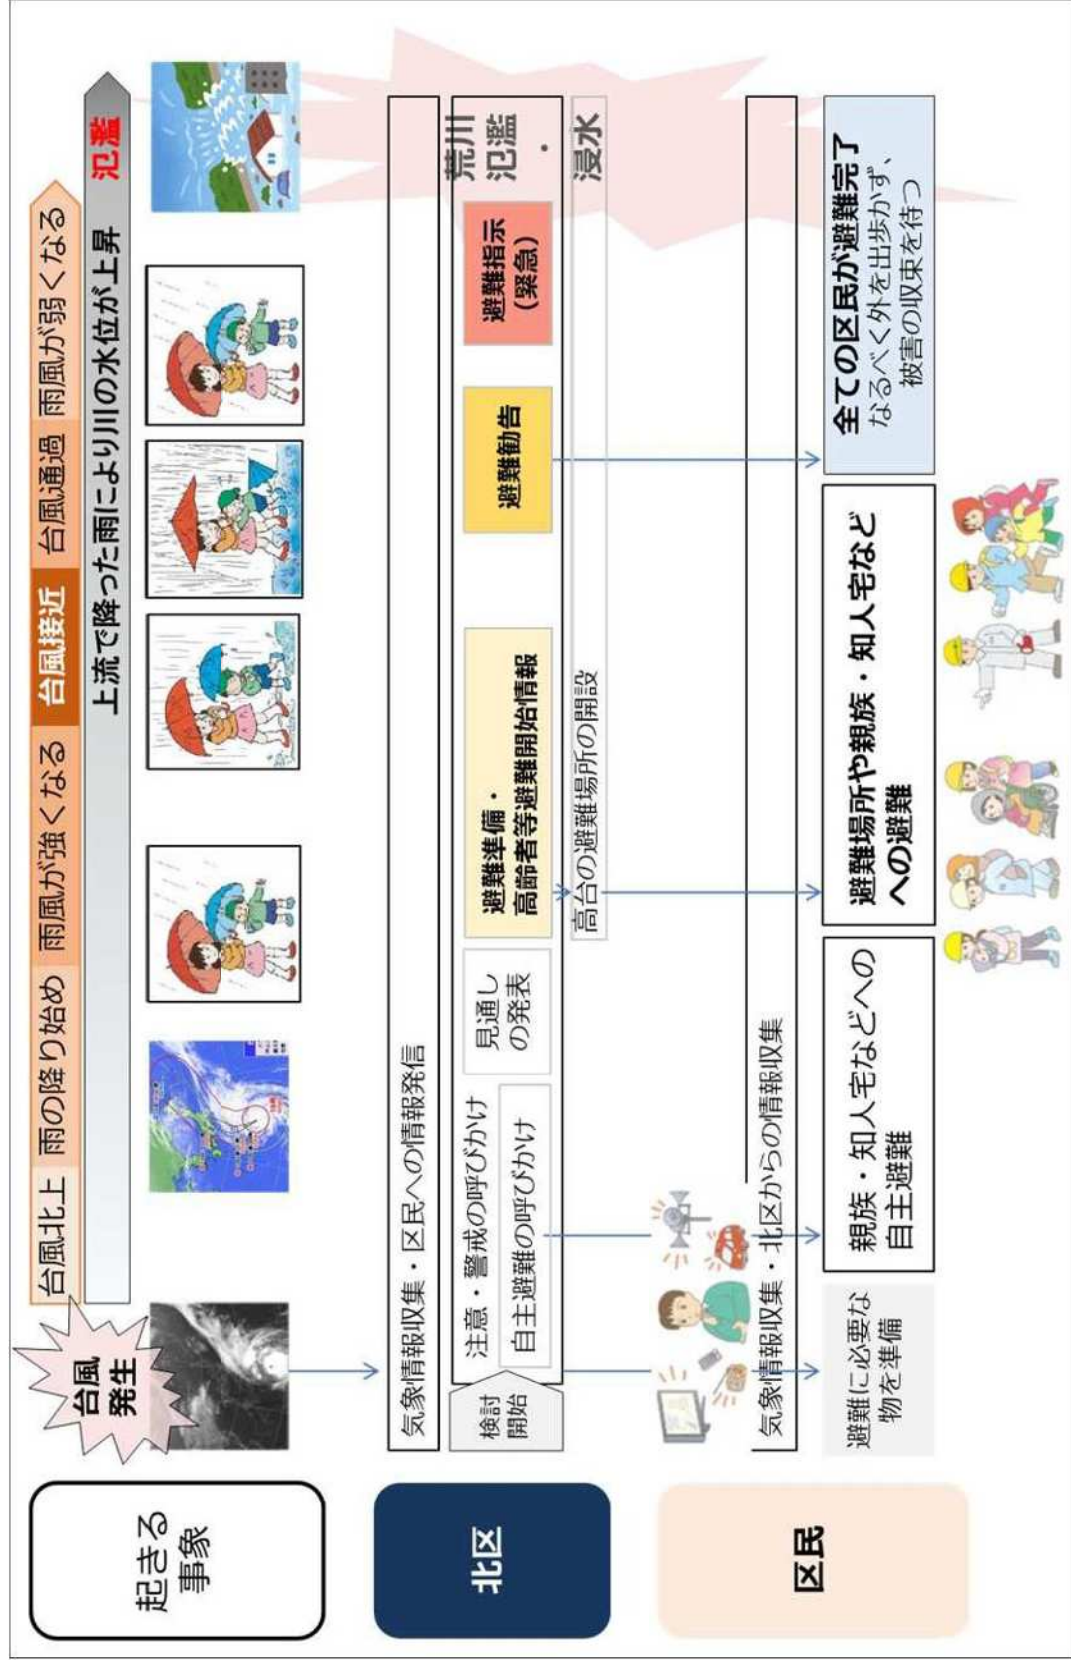 起きる
事象
台風
発生
台風北上
雨の降り始め
雨風が強くなる
台風接近
台風通過
雨風が弱くなる
上流で降った雨により川の水位が上昇
氾濫
北区
気象情報収集・区民への情報発信
検討
開始
注意・警戒の呼びかけ
自主避難の呼びかけ
見通し
の発表
避難準備・
高齢者等避難開始情報
避難勧告
避難指示
（緊急）
荒川
氾濫
・
浸水
高台の避難場所の開設
区民
気象情報収集・北区からの情報収集
避難に必要な
物を準備
親族・知人宅などへの
自主避難
避難場所や親族・知人宅など
への避難
全ての区民が避難完了
なるべく外を出歩かず、
被害の収束を待つ